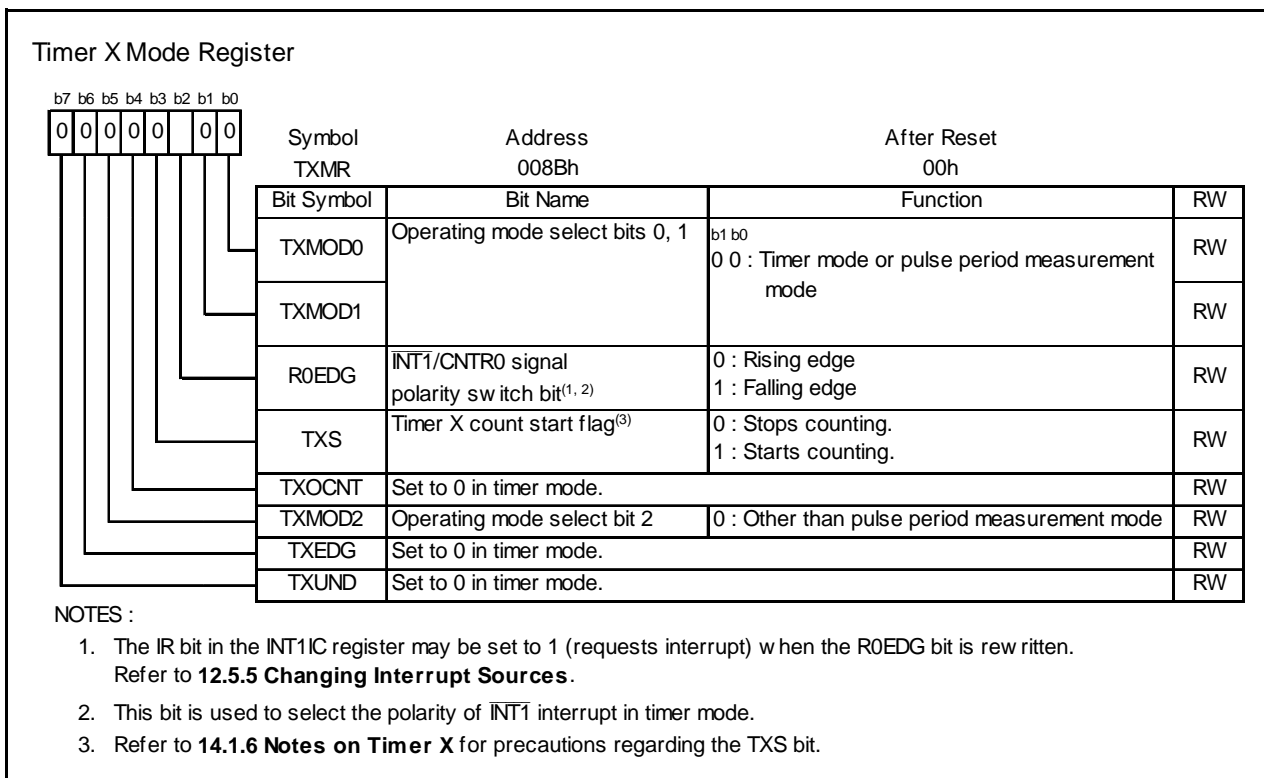 Timer X Mode Register
b7 b6 b5 b4 b3 b2 b1 b0
0 0 0 0 0 0 0
Symbol Address After Reset
TXMR 008Bh 00h
Bit Symbol Bit Name Function RW
TXMOD0 Operating mode select bits 0, 1 b1 b0
0 0 : Timer mode or pulse period measurement RW
mode
TXMOD1 RW
R0EDG INT1/CNTR0 signal 0 : Rising edge RW
polarity switch bit(1, 2) 1 : Falling edge
TXS Timer X count start flag(3) 0 : Stops counting. RW
1 : Starts counting.
TXOCNT Set to 0 in timer mode. RW
TXMOD2 Operating mode select bit 2 0 : Other than pulse period measurement mode RW
TXEDG Set to 0 in timer mode. RW
TXUND Set to 0 in timer mode. RW
NOTES :
1. The IR bit in the INT1IC register may be set to 1 (requests interrupt) when the R0EDG bit is rewritten.
Refer to 12.5.5 Changing Interrupt Sources.
2. This bit is used to select the polarity of INT1 interrupt in timer mode.
3. Refer to 14.1.6 Notes on Timer X for precautions regarding the TXS bit.